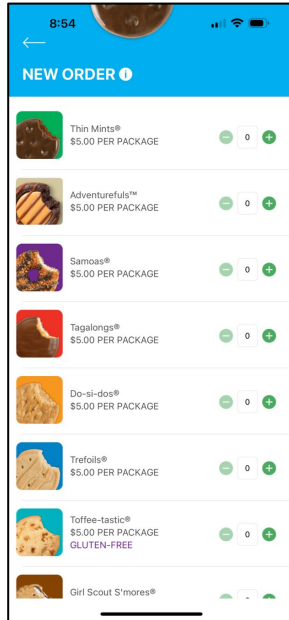 8:54
NEW ORDER i
Thin Mints®
$5.00 PER PACKAGE
0
Adventurefuls™
$5.00 PER PACKAGE
0
Samoas®
$5.00 PER PACKAGE
0
Tagalongs®
$5.00 PER PACKAGE
0
Do-si-dos®
$5.00 PER PACKAGE
0
Trefoils®
$5.00 PER PACKAGE
0
Toffee-tastic®
$5.00 PER PACKAGE
0
GLUTEN-FREE
Girl Scout S'mores®